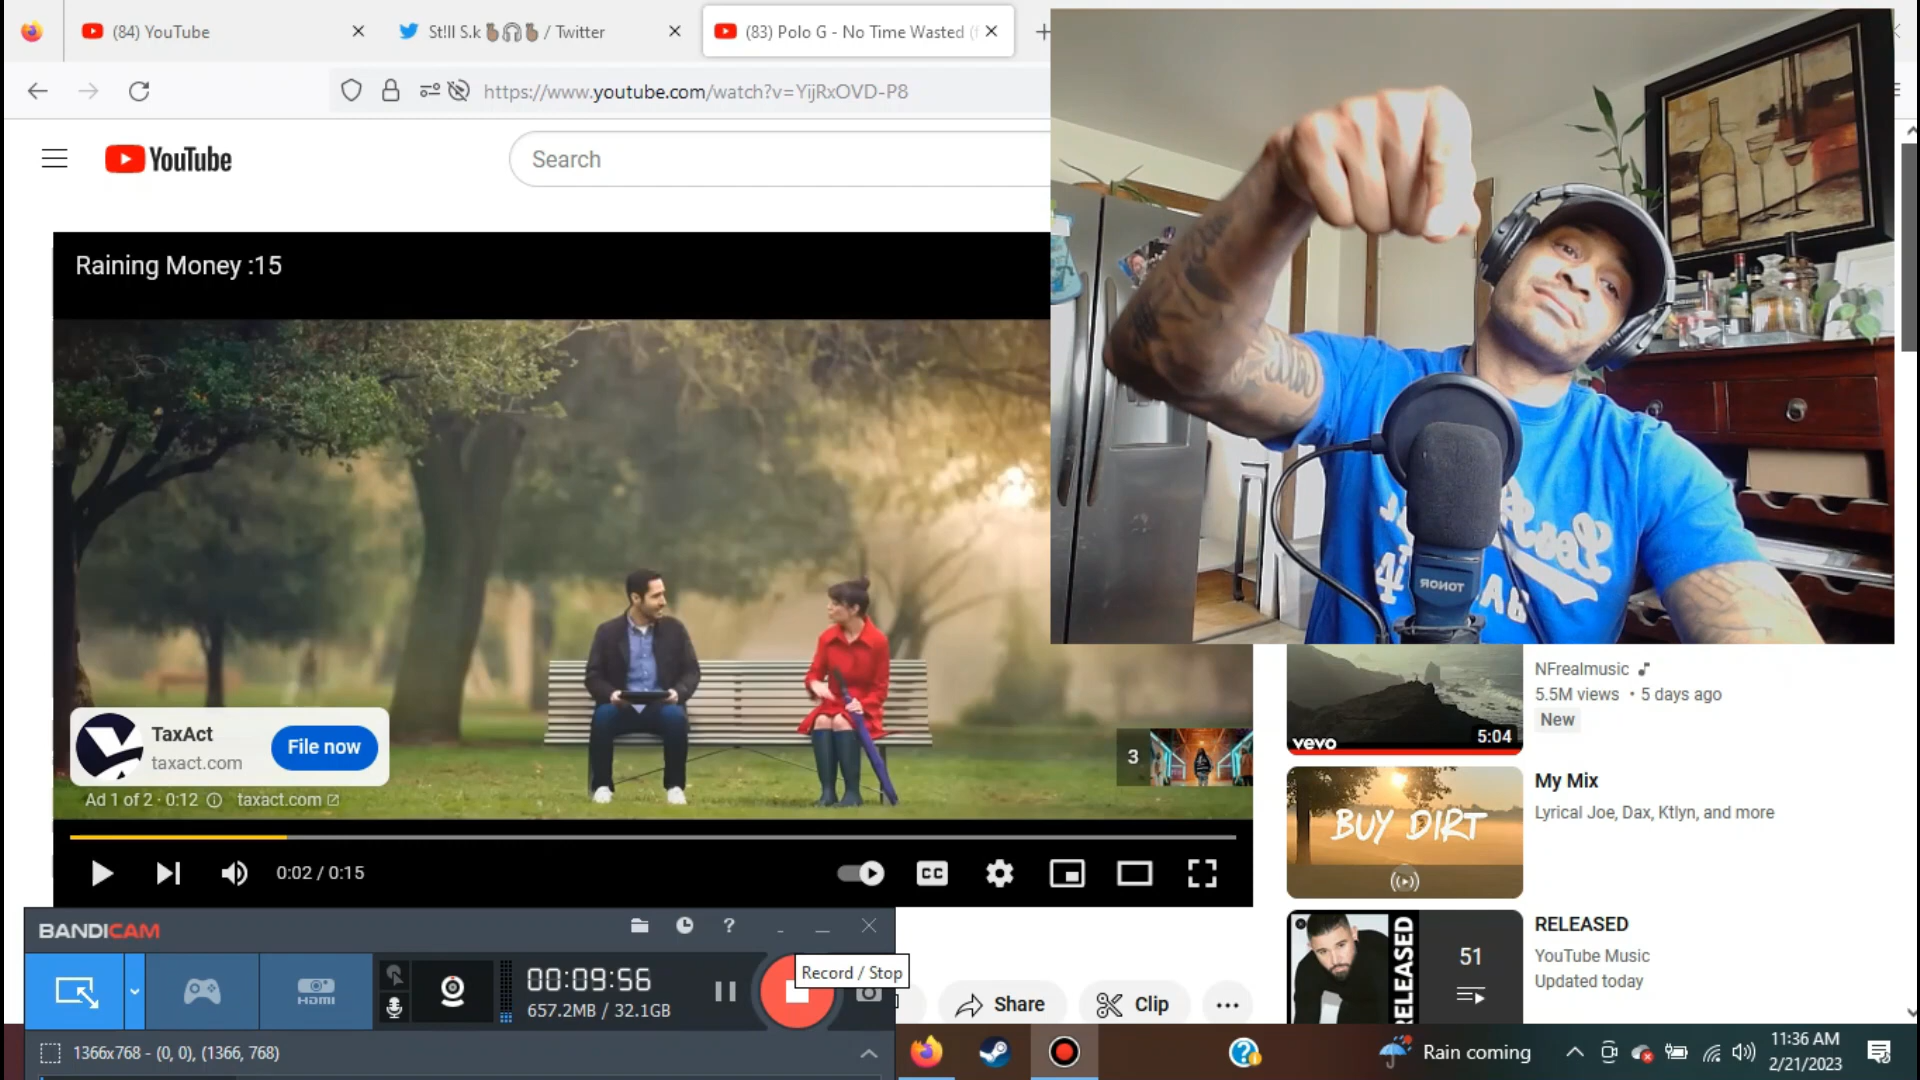 (84) YouTube
St!ll S.k / Twitter
(83) Polo G - No Time Wasted (f
https://www.youtube.com/watch?v=YijRxOVD-P8
YouTube
Search
Raining Money :15
TaxAct
taxact.com
File now
Ad 1 of 2 · 0:12
taxact.com
3
0:02 / 0:15
CC
TONOR
NFrealmusic
5.5M views • 5 days ago
New
vevo
5:04
My Mix
Lyrical Joe, Dax, Ktlyn, and more
BUY DIRT
RELEASED
YouTube Music
Updated today
RELEASED
51
BANDICAM
?
HDMI
00:09:56
657.2MB / 32.1GB
Record / Stop
1366x768 - (0, 0), (1366, 768)
Share
Clip
Rain coming
11:36 AM
2/21/2023